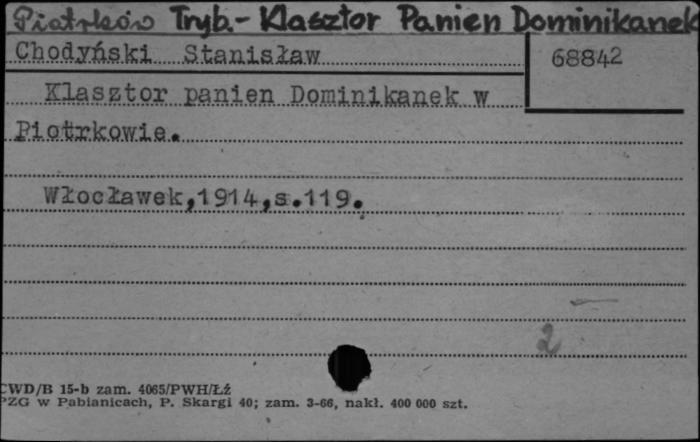 Piotrków Tryb.- Klasztor Panien Dominikanek
Chodyński Stanisław
68842
Klasztor panien Dominikanek w
Piotrkowie.
Włocławek,1914,s.119.
2
CWD/B 15-b zam. 4065/PWH/Łź
PZG w Pabianicach, P. Skargi 40; zam. 3-66, nakł. 400 000 szt.